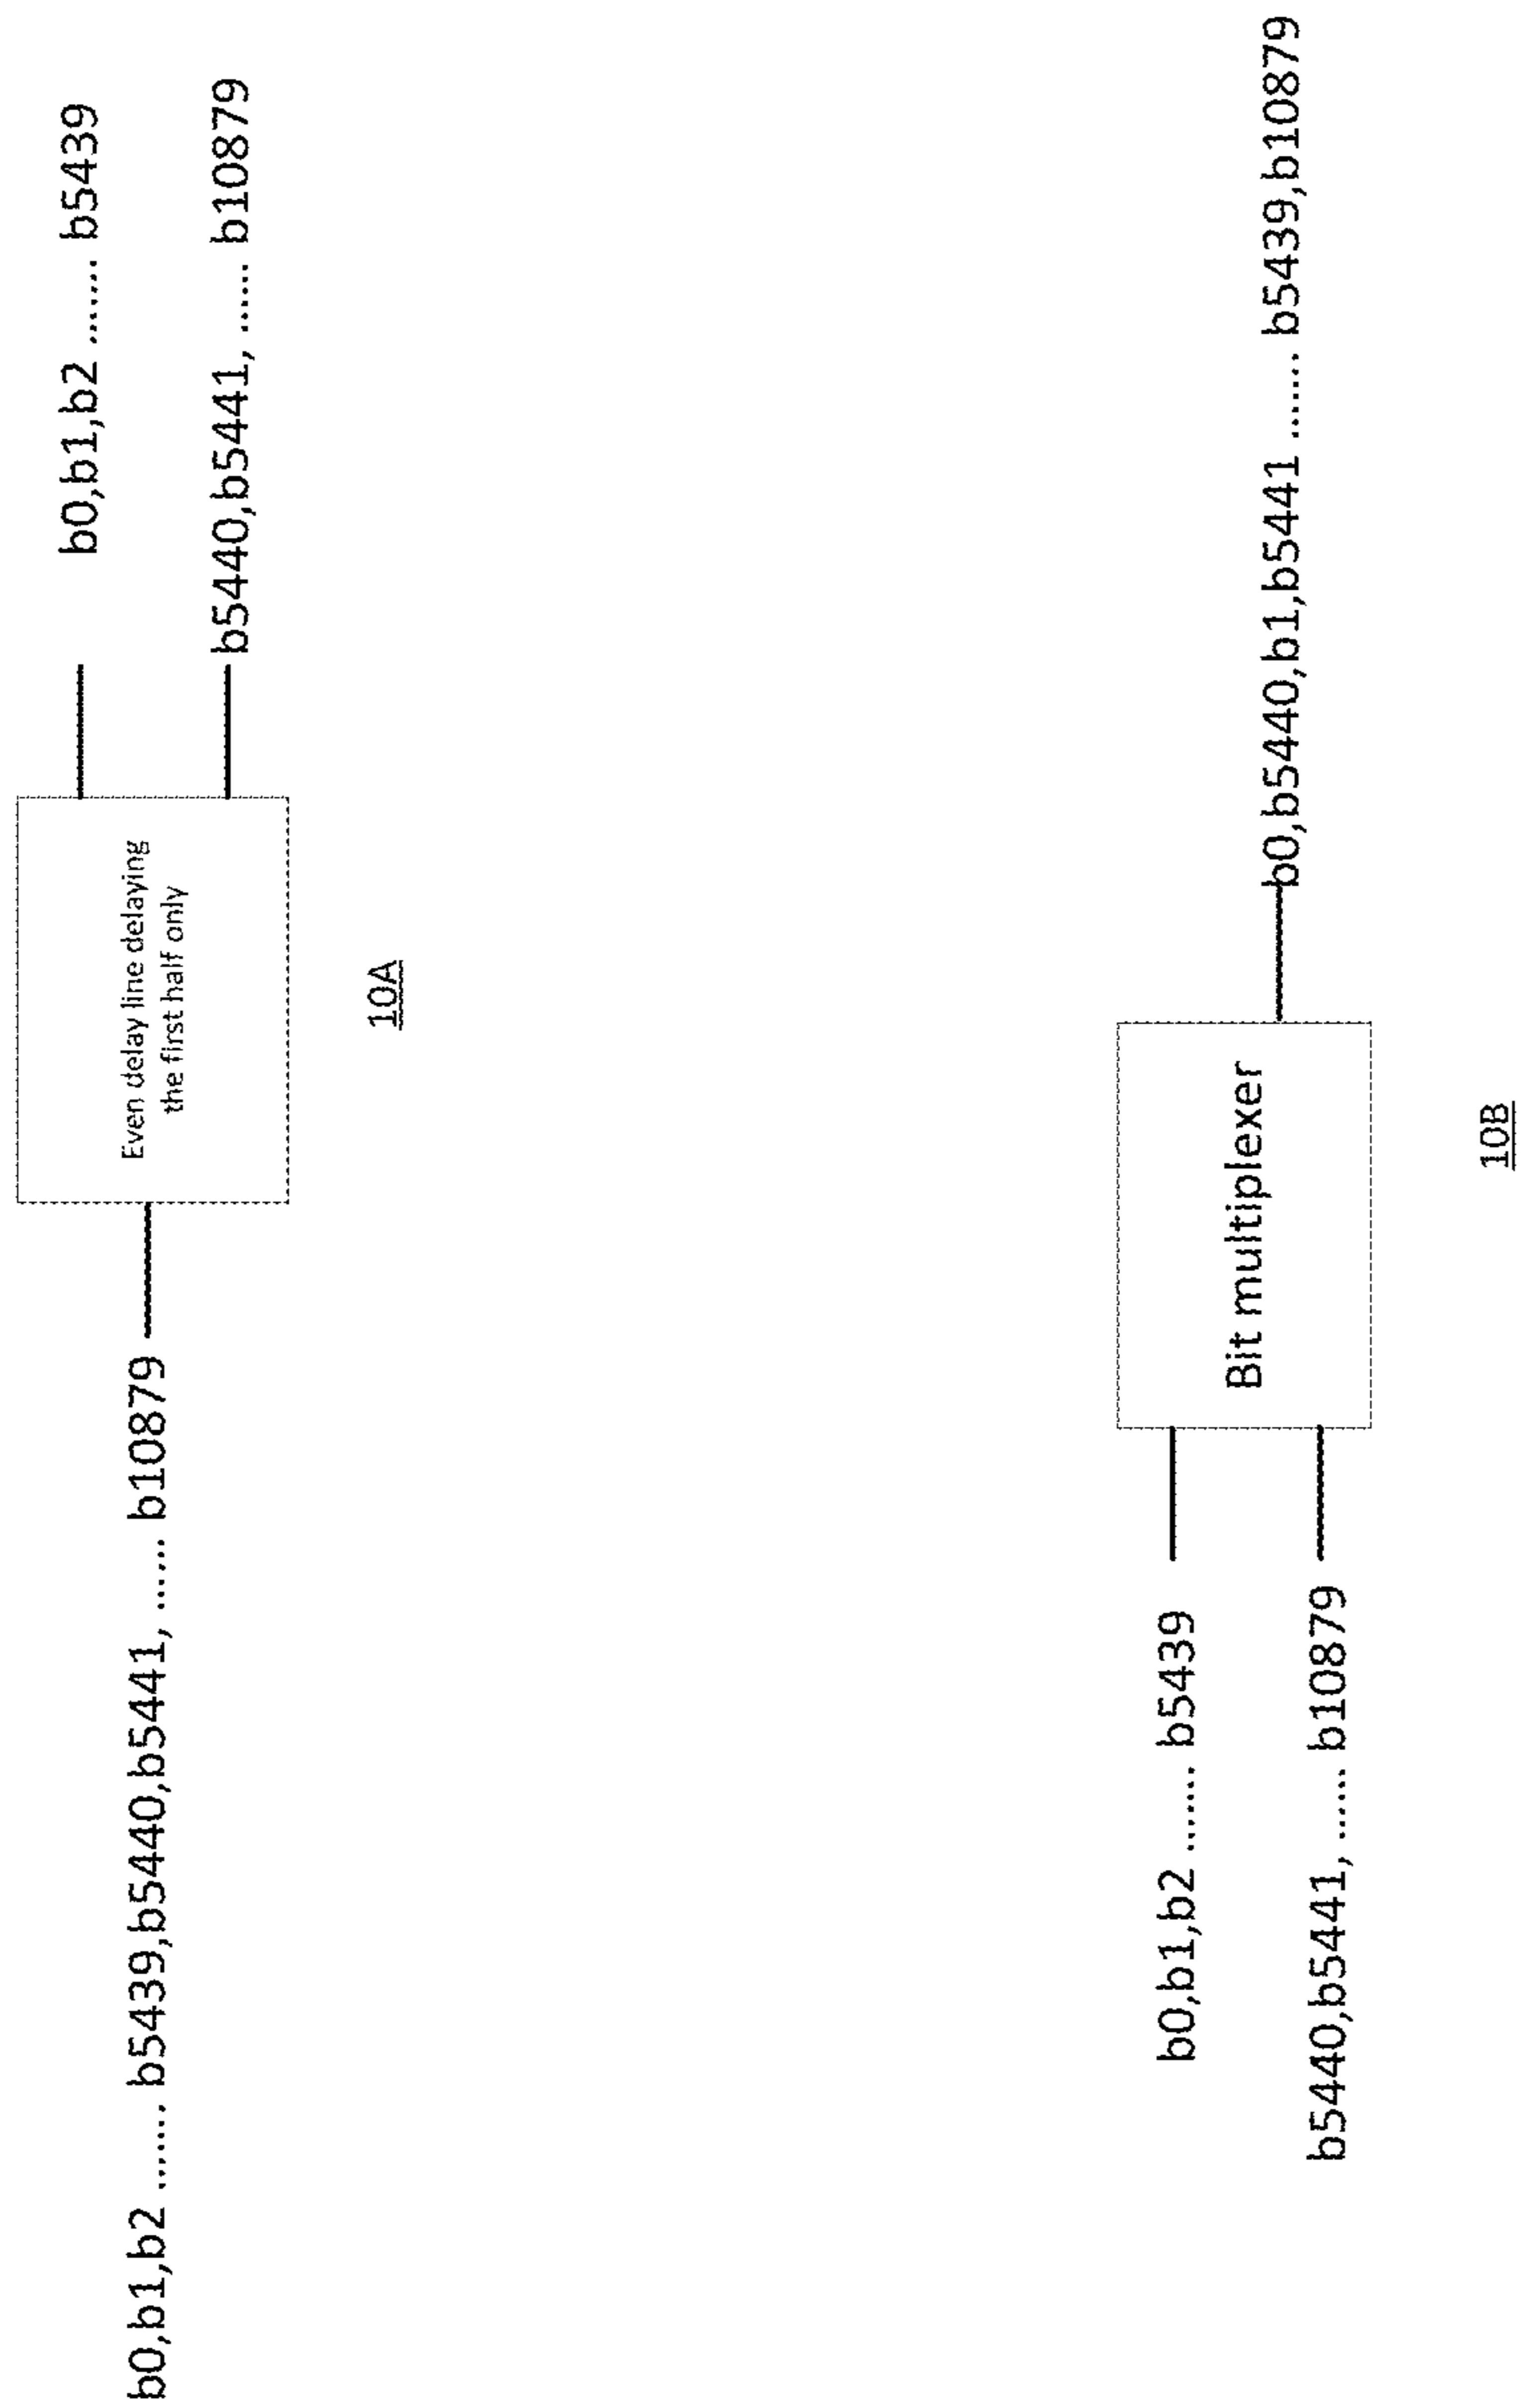 b0,b1,b2 ....... b5439,b5440,b5441, ...... b10879
Even delay line delaying
the first half only
b0,b1,b2 ....... b5439
b5440,b5441, ...... b10879
10A
b0,b1,b2 ....... b5439
b5440,b5441, ...... b10879
Bit multiplexer
b0,b5440,b1,b5441 ....... b5439,b10879
10B